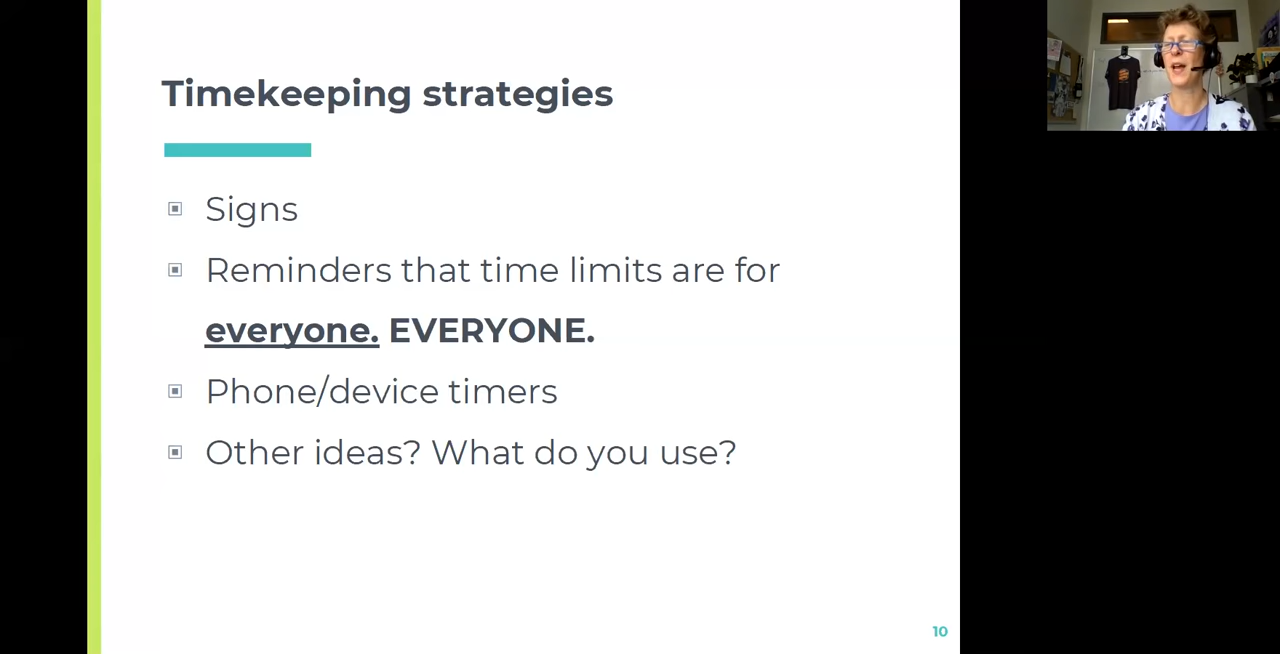 Timekeeping strategies
Signs
Reminders that time limits are for
everyone. EVERYONE.
Phone/device timers
Other ideas? What do you use?
10